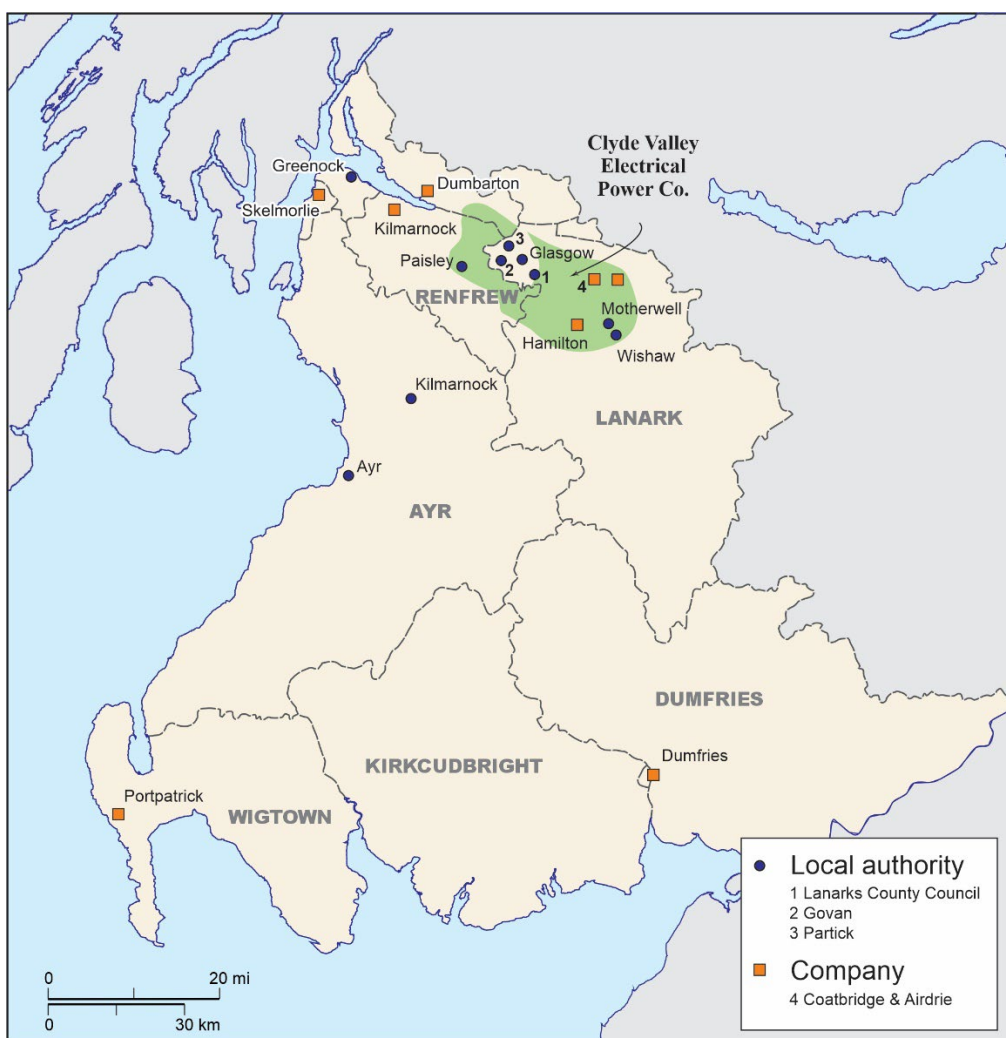 Clyde Valley
Electrical
Power Co.
Greenock
Dumbarton
Skelmorlie
Kilmarnock
3
Glasgow
Paisley
2
1
4
RENFREW
Motherwell
Hamilton
Wishaw
Kilmarnock
LANARK
Ayr
AYR
DUMFRIES
Dumfries
KIRKCUDBRIGHT
Portpatrick
WIGTOWN
Local authority
1 Lanarks County Council
2 Govan
3 Partick
Company
4 Coatbridge & Airdrie
0 20 mi
0 30 km